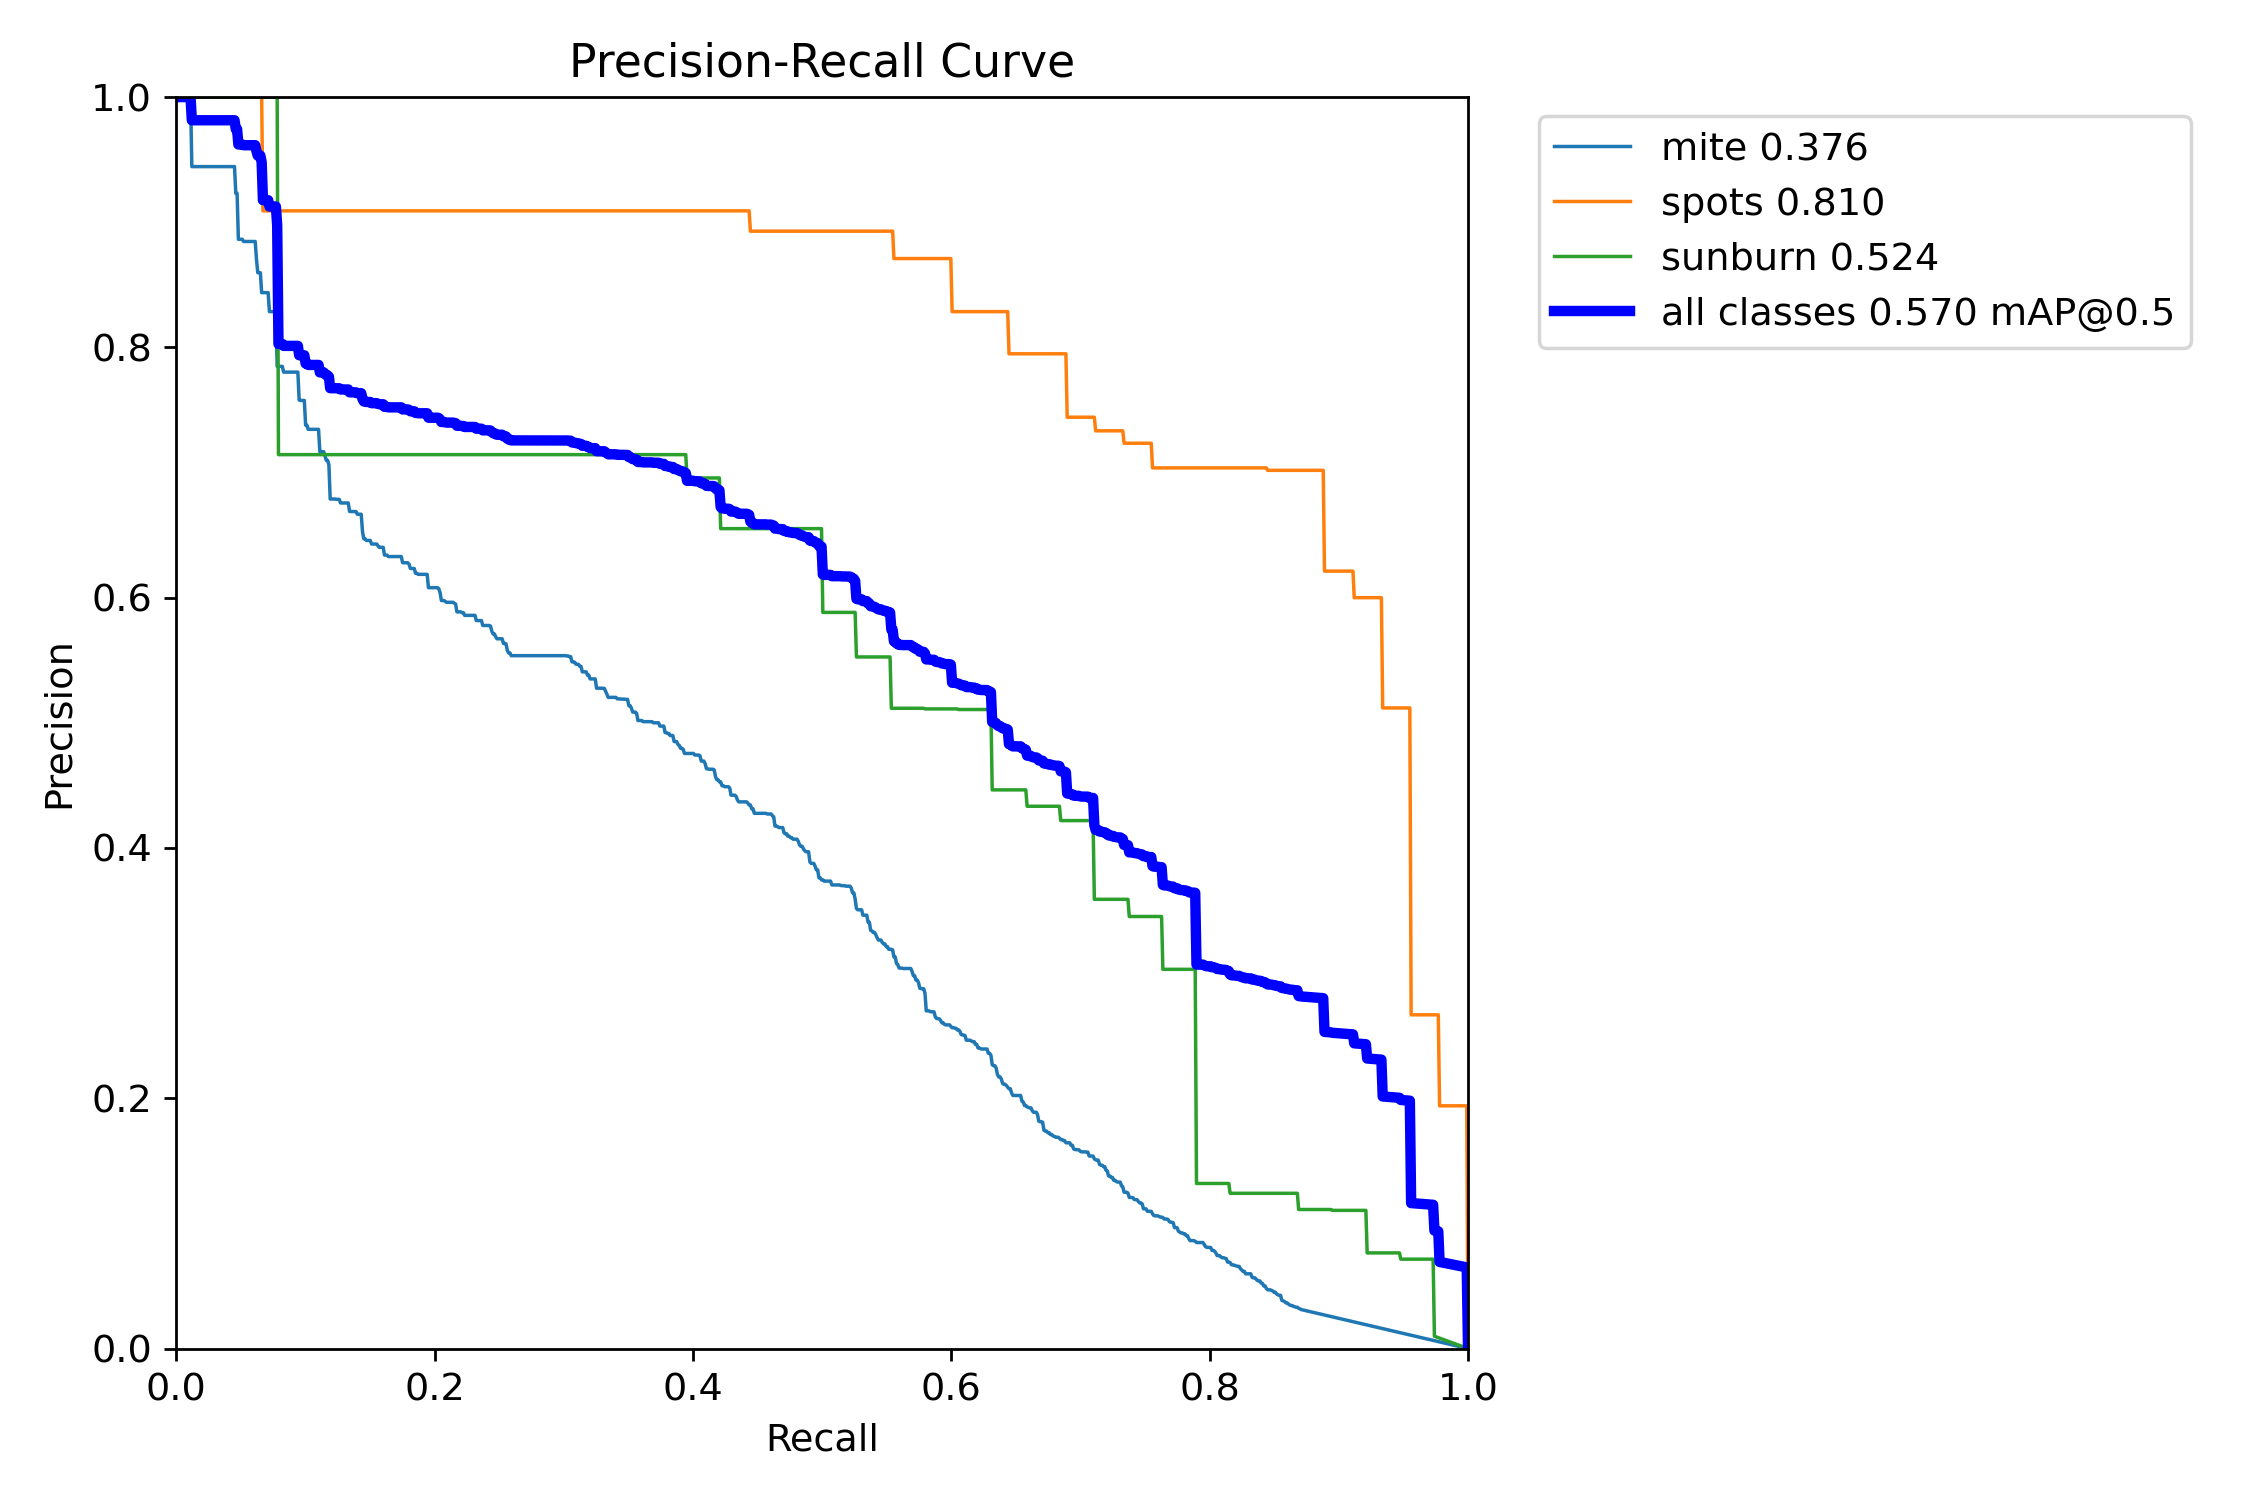 Precision-Recall Curve
mite 0.376
spots 0.810
sunburn 0.524
all classes 0.570 mAP@0.5
Precision
1.0
0.8
0.6
0.4
0.2
0.0
0.0 0.2 0.4 0.6 0.8 1.0
Recall